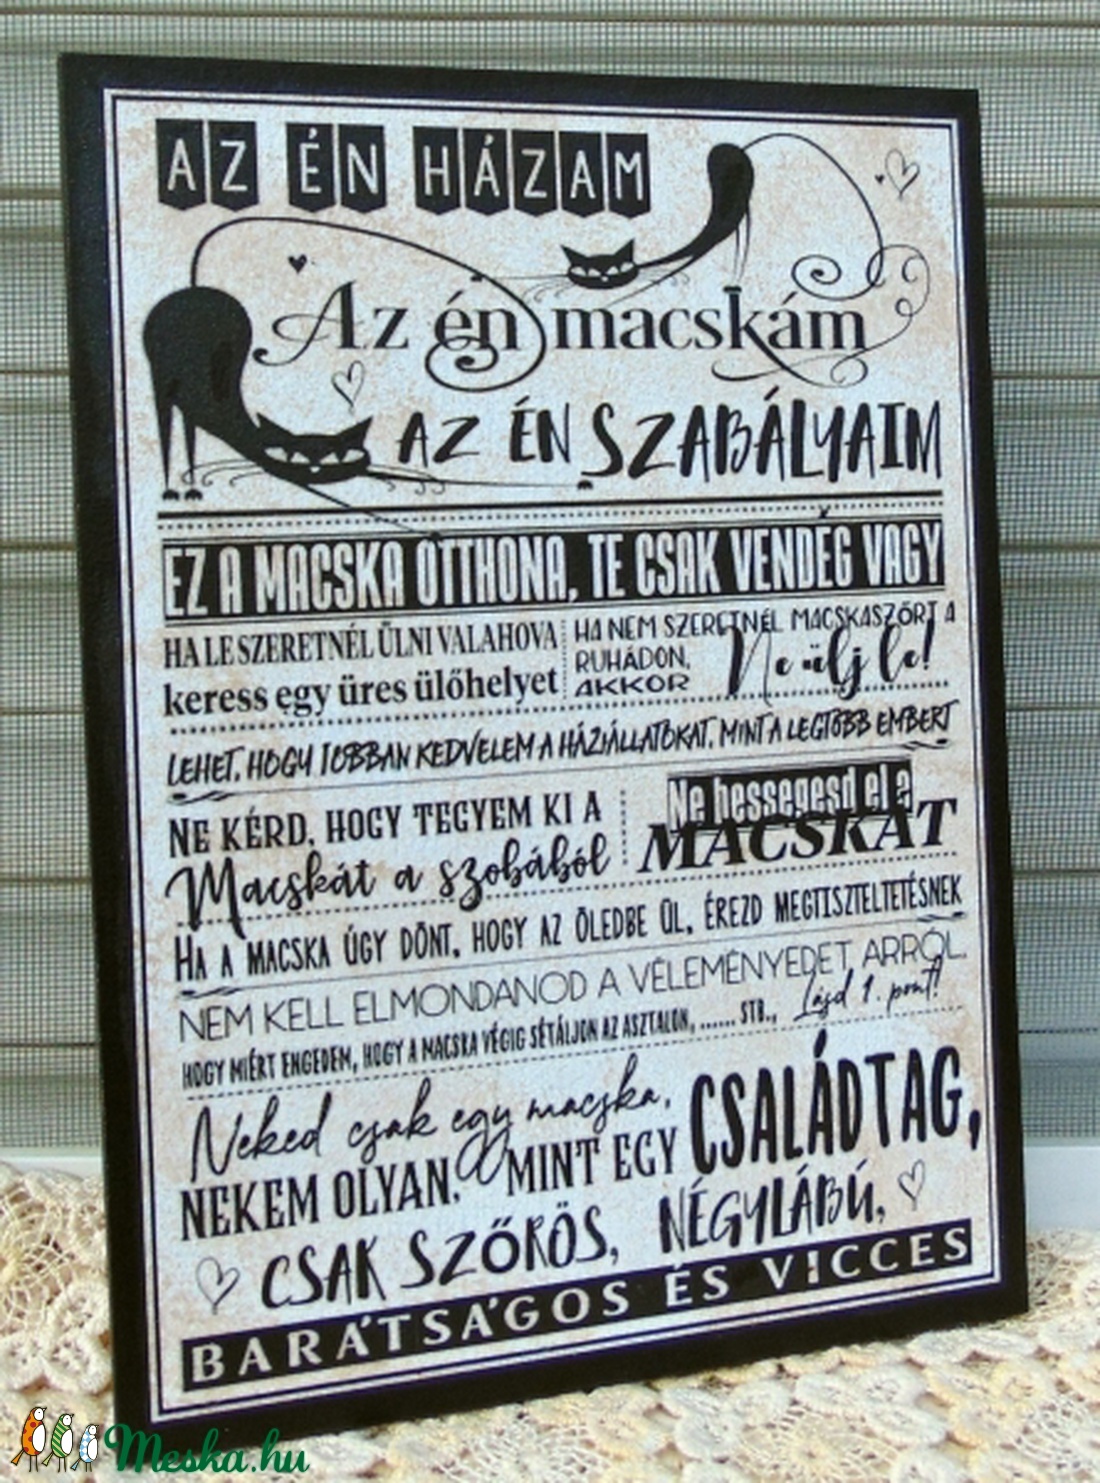 AZ ÉN HÁZAM
Az én macskám
AZ ÉN SZABÁLYAIM
EZ A MACSKA OTTHONA, TE CSAK VENDÉG VAGY
HA LE SZERETNÉL ÜLNI VALAHOVA
keress egy üres ülőhelyet
HA NEM SZERETNÉL MACSKASZŐRT A
RUHÁDON,
AKKOR Ne ülj le!
LEHET, HOGY JOBBAN KEDVELEM A HÁZIÁLLATOKAT, MINT A LEGTÖBB EMBERT
NE KÉRD, HOGY TEGYEM KI A
Macskát a szobából
Ne hessegesd el a
MACSKÁT
HA A MACSKA ÚGY DÖNT, HOGY AZ ÖLEDBE ÜL, ÉREZD MEGTISZTELTETÉSNEK
NEM KELL ELMONDANOD A VÉLEMÉNYEDET ARRÓL,
HOGY MIÉRT ENGEDEM, HOGY A MACSKA VÉGIG SÉTÁLJON AZ ASZTALON, ...... STB., Lásd 1. pont!
Neked csak egy macska,
NEKEM OLYAN, MINT EGY CSALÁDTAG,
CSAK SZŐRÖS, NÉGYLÁBÚ,
BARÁTSÁGOS ÉS VICCES
Meska.hu